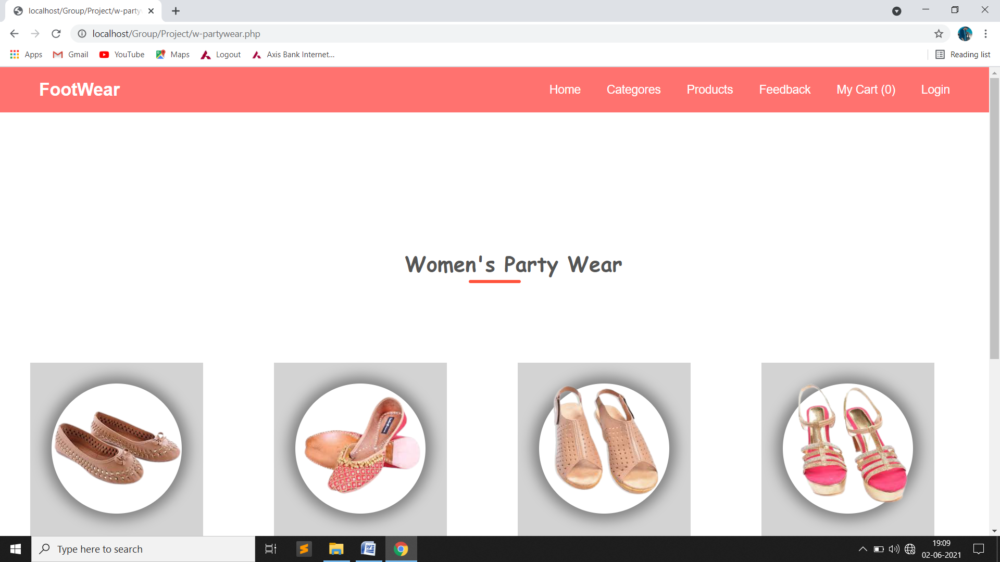 localhost/Group/Project/w-party
localhost/Group/Project/w-partywear.php
Apps Gmail YouTube Maps Logout Axis Bank Internet... Reading list
FootWear Home Categores Products Feedback My Cart (0) Login
Women's Party Wear
Type here to search
19:09
02-06-2021